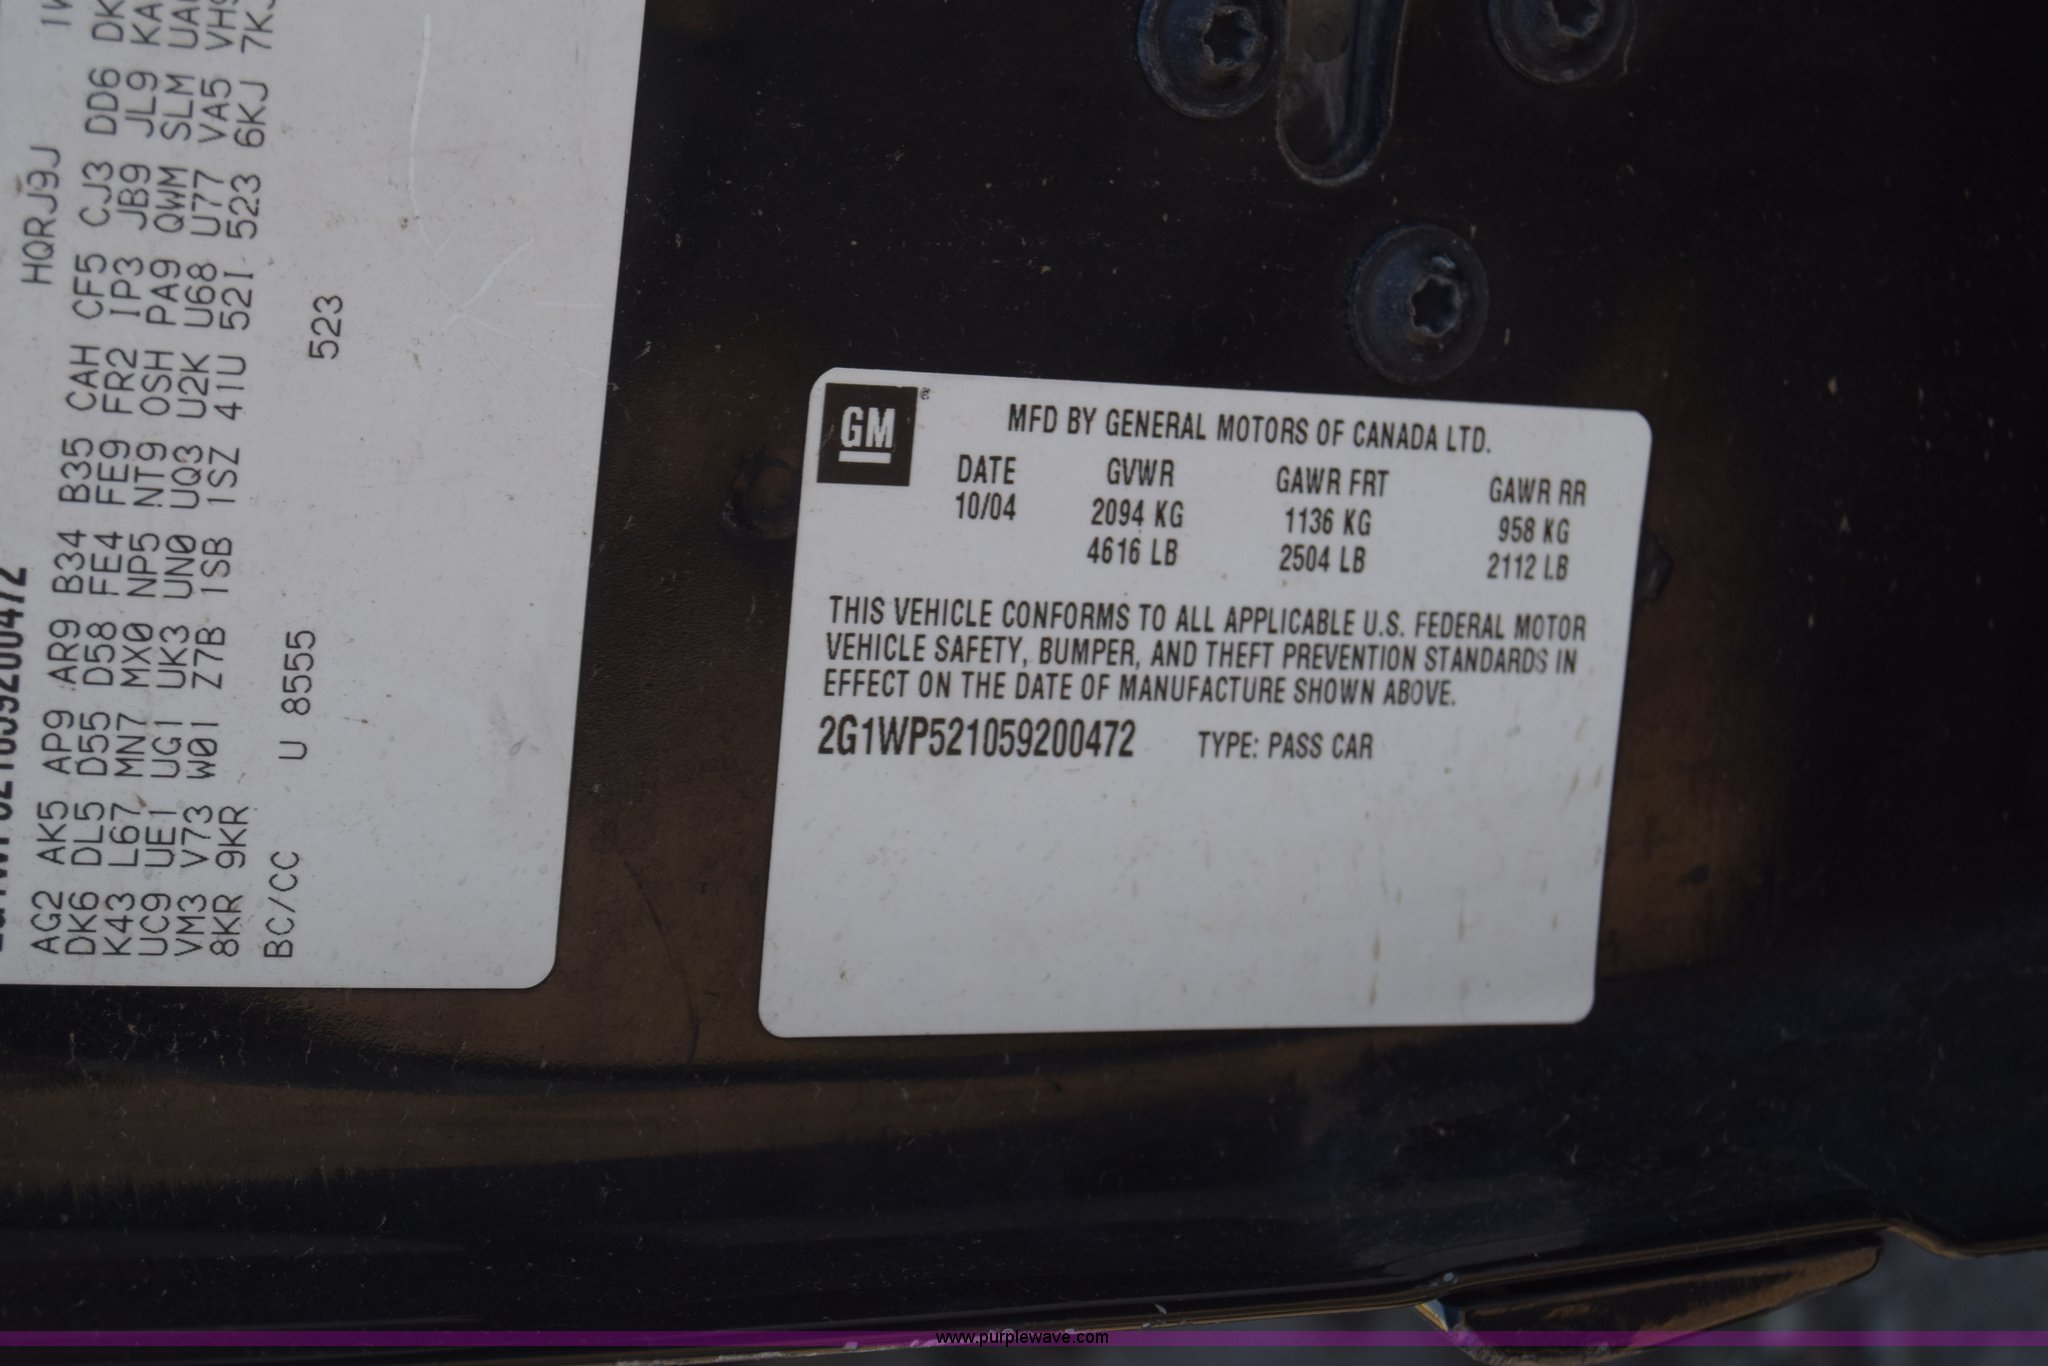 2G1WP521059200472
HQRJ9J
AG2 AK5 AP9 AR9 B34 B35 CAH CF5 CJ3 DD6
DK6 DL5 D55 D58 FE4 FE9 FR2 IP3 JB9 JL9
K43 L67 MN7 MX0 NP5 NT9 OSH PA9 QWM SLM
UC9 UE1 UG1 UK3 UN0 UQ3 U2K U68 U77 VA5
VM3 V73 W0I Z7B 1SB 1SZ 41U 52I 523 6KJ 7KJ
8KR 9KR
BC/CC U 8555 523
GM ®
MFD BY GENERAL MOTORS OF CANADA LTD.
DATE GVWR GAWR FRT GAWR RR
10/04 2094 KG 1136 KG 958 KG
4616 LB 2504 LB 2112 LB
THIS VEHICLE CONFORMS TO ALL APPLICABLE U.S. FEDERAL MOTOR
VEHICLE SAFETY, BUMPER, AND THEFT PREVENTION STANDARDS IN
EFFECT ON THE DATE OF MANUFACTURE SHOWN ABOVE.
2G1WP521059200472 TYPE: PASS CAR
www.purplewave.com